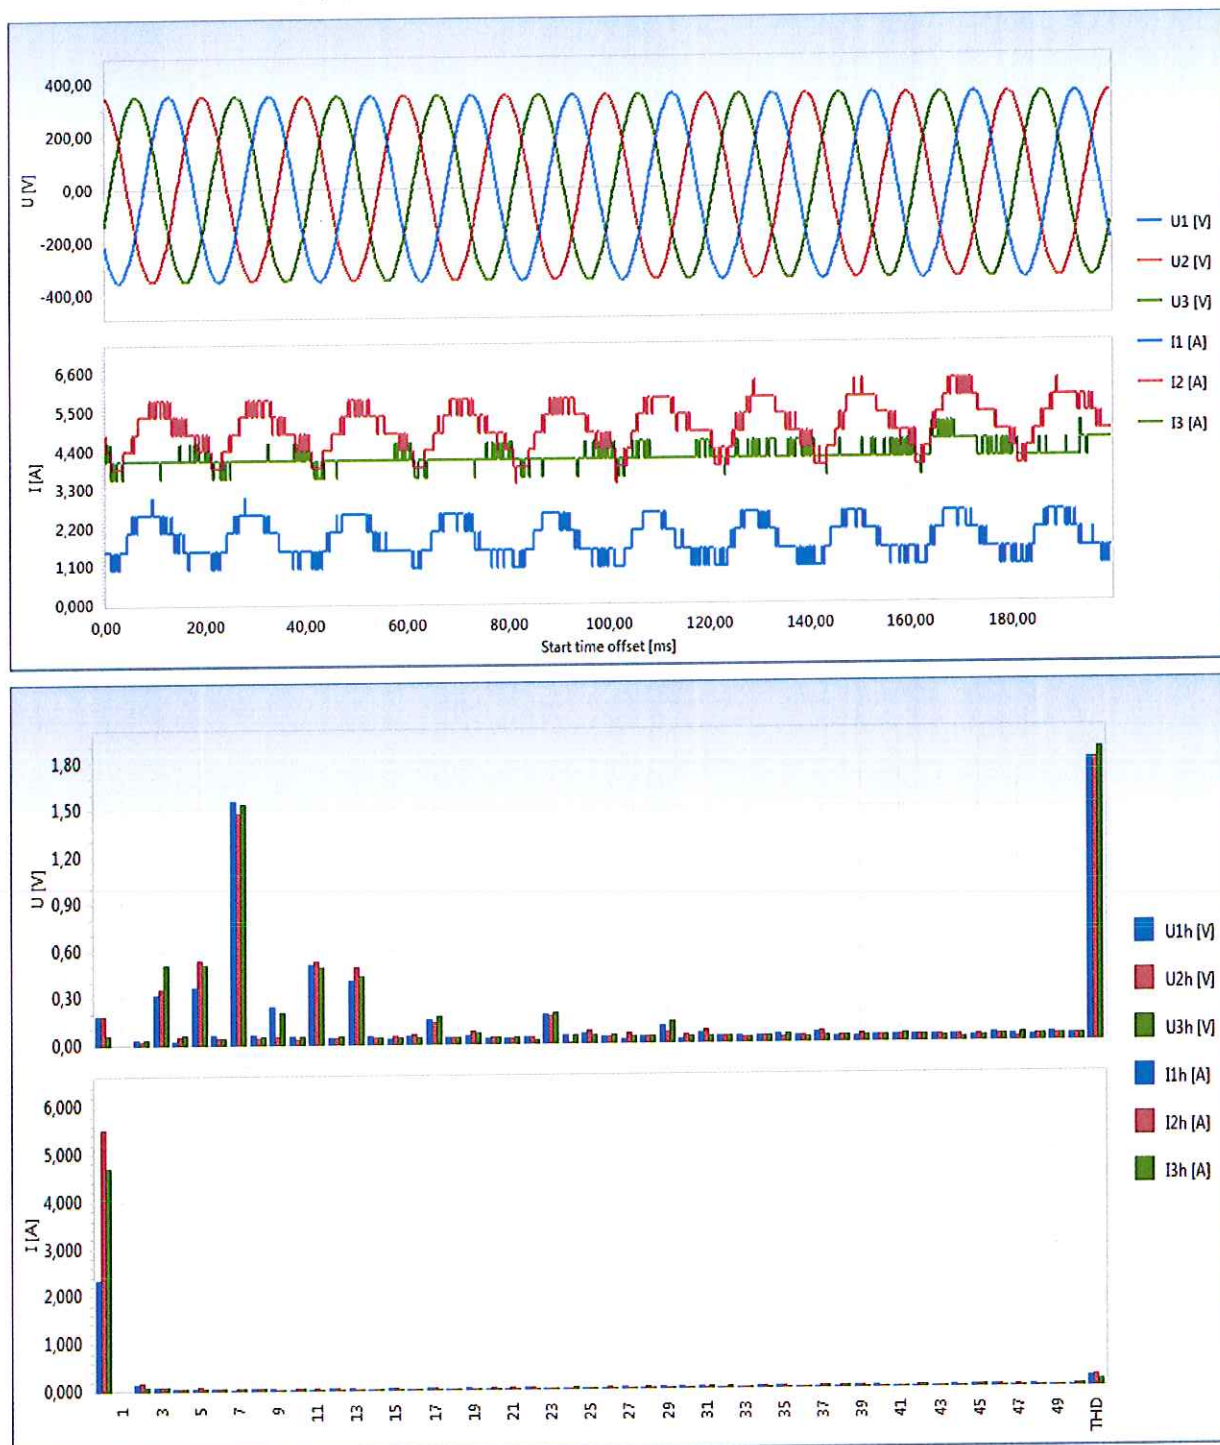 400,00
200,00
0,00
-200,00
-400,00
U [V]
U1 [V]
U2 [V]
U3 [V]
I1 [A]
I2 [A]
I3 [A]
6,600
5,500
4,400
3,300
2,200
1,100
0,000
I [A]
0,00 20,00 40,00 60,00 80,00 100,00 120,00 140,00 160,00 180,00
Start time offset [ms]
1,80
1,50
1,20
0,90
0,60
0,30
0,00
U [V]
U1h [V]
U2h [V]
U3h [V]
I1h [A]
I2h [A]
I3h [A]
6,000
5,000
4,000
3,000
2,000
1,000
0,000
I [A]
1 3 5 7 9 11 13 15 17 19 21 23 25 27 29 31 33 35 37 39 41 43 45 47 49 THD